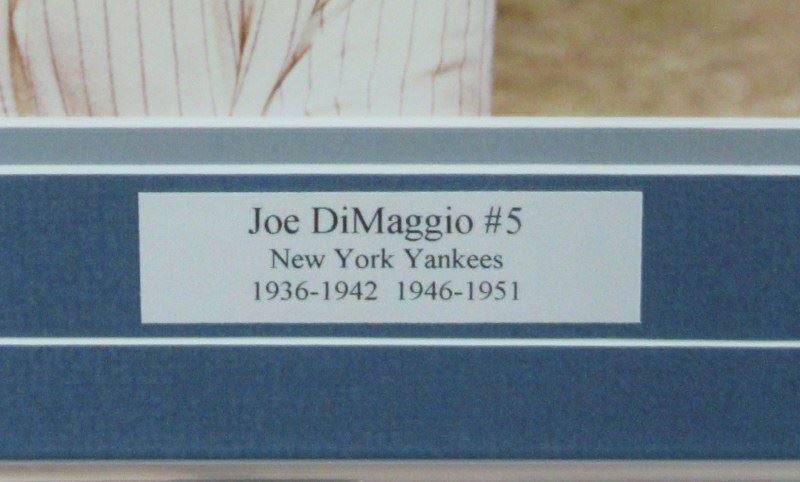 Joe DiMaggio #5
New York Yankees
1936-1942 1946-1951